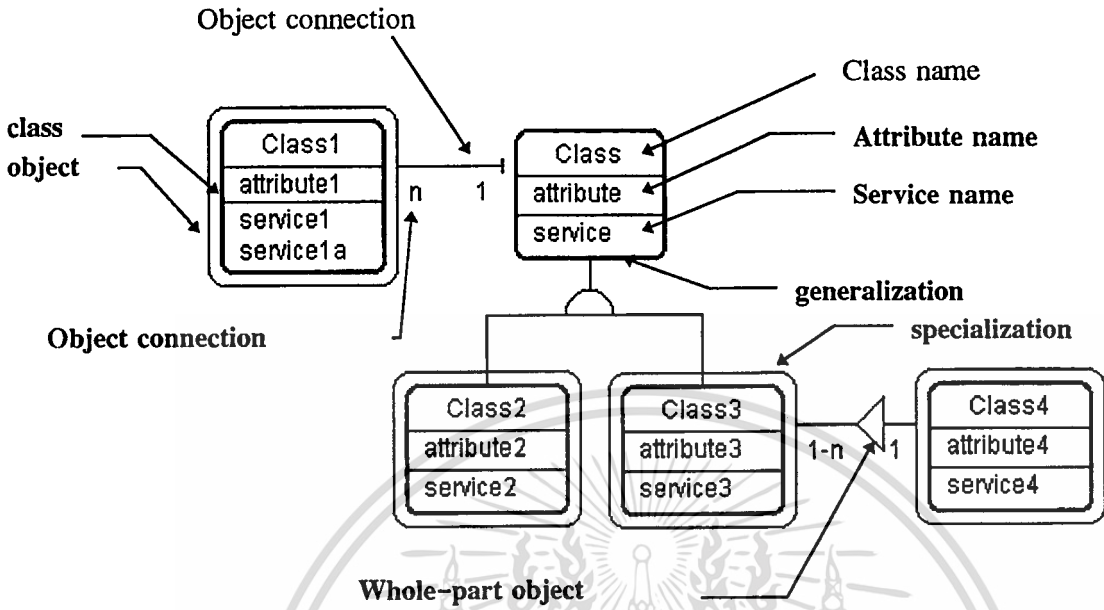 Object connection
Class name
class
object
Class1
attribute1
service1
service1a
n
1
Class
attribute
service
Attribute name
Service name
generalization
Object connection
specialization
Class2
attribute2
service2
Class3
attribute3
service3
1-n
1
Class4
attribute4
service4
Whole-part object